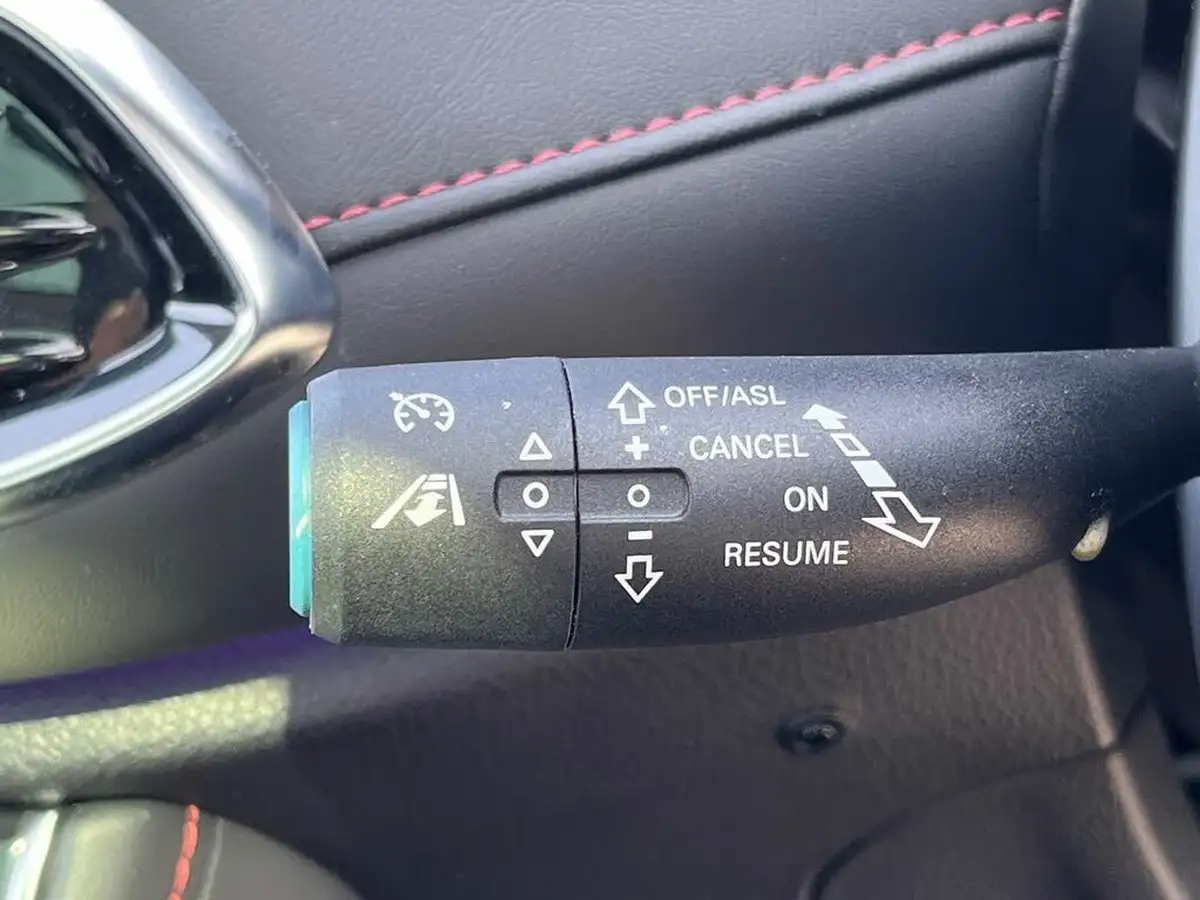 OFF/ASL
+ CANCEL
ON
-
RESUME